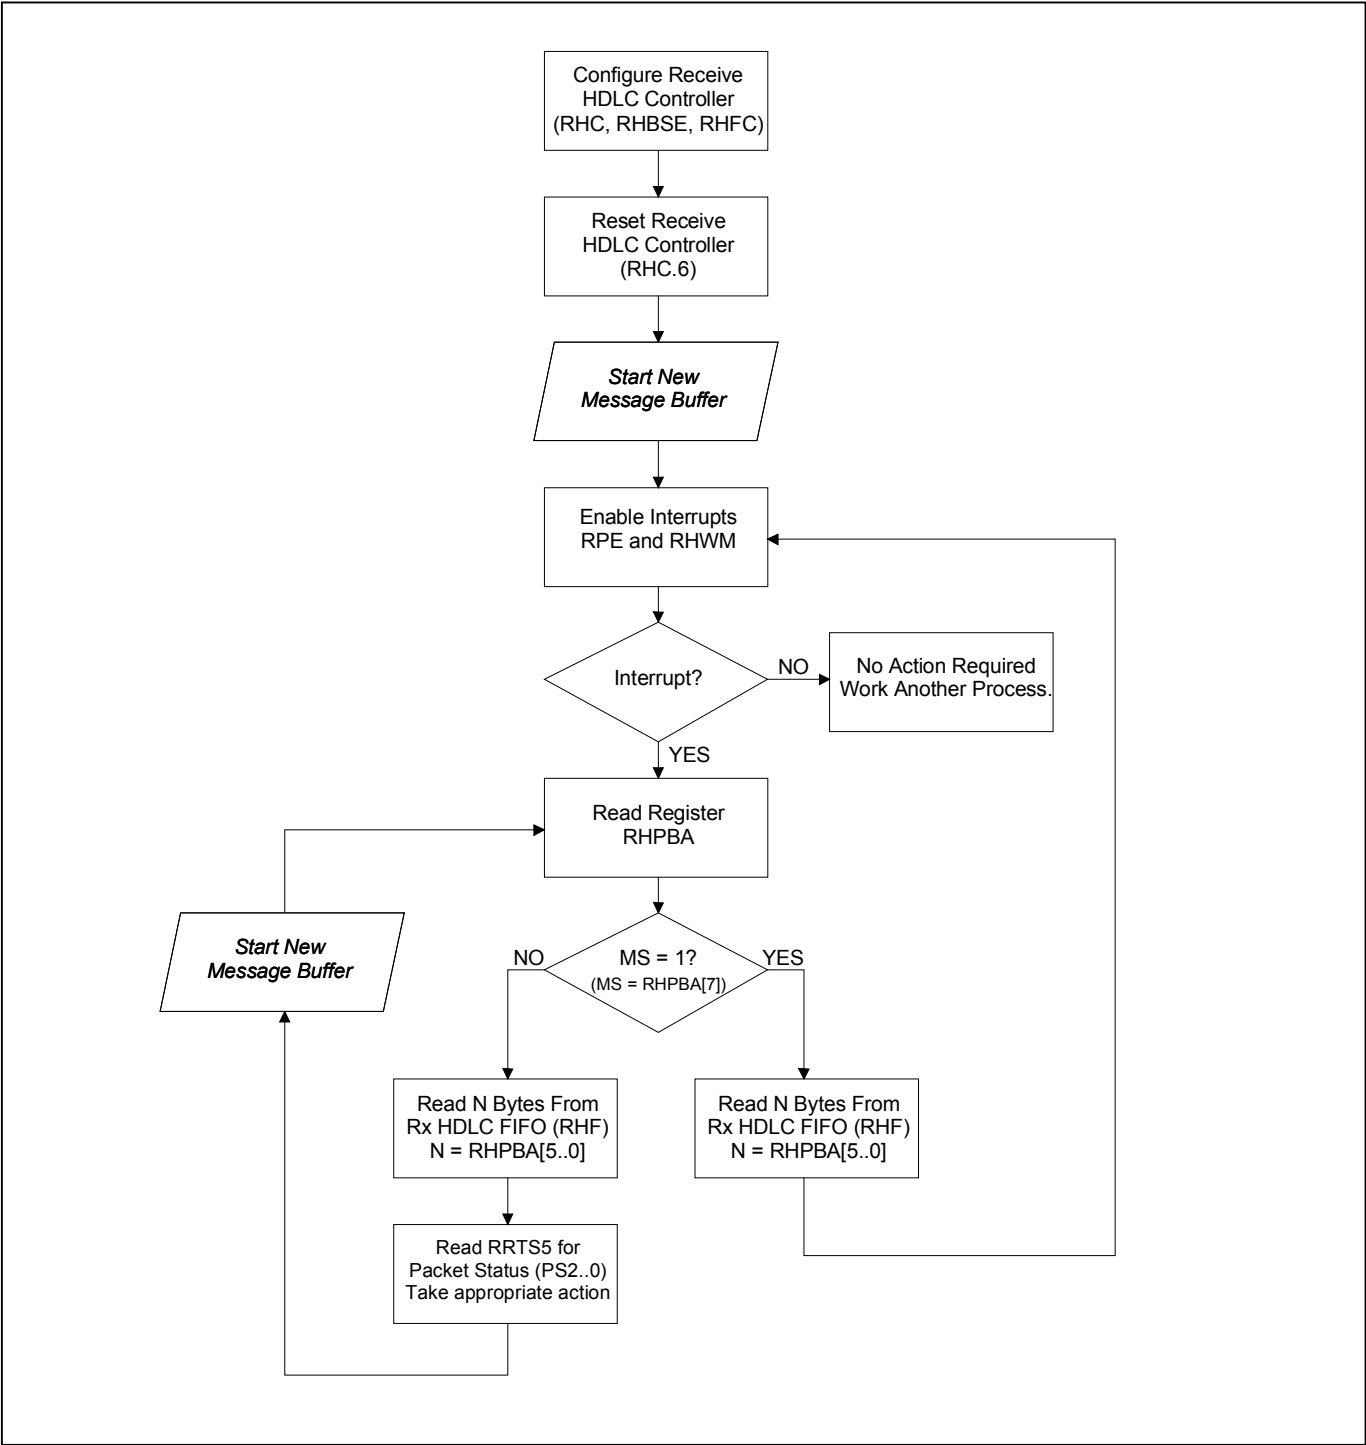 Configure Receive
HDLC Controller
(RHC, RHBSE, RHFC)
Reset Receive
HDLC Controller
(RHC.6)
Start New
Message Buffer
Enable Interrupts
RPE and RHWM
Interrupt?
NO
No Action Required
Work Another Process.
YES
Read Register
RHPBA
Start New
Message Buffer
NO
MS = 1?
(MS = RHPBA[7])
YES
Read N Bytes From
Rx HDLC FIFO (RHF)
N = RHPBA[5..0]
Read N Bytes From
Rx HDLC FIFO (RHF)
N = RHPBA[5..0]
Read RRTS5 for
Packet Status (PS2..0)
Take appropriate action